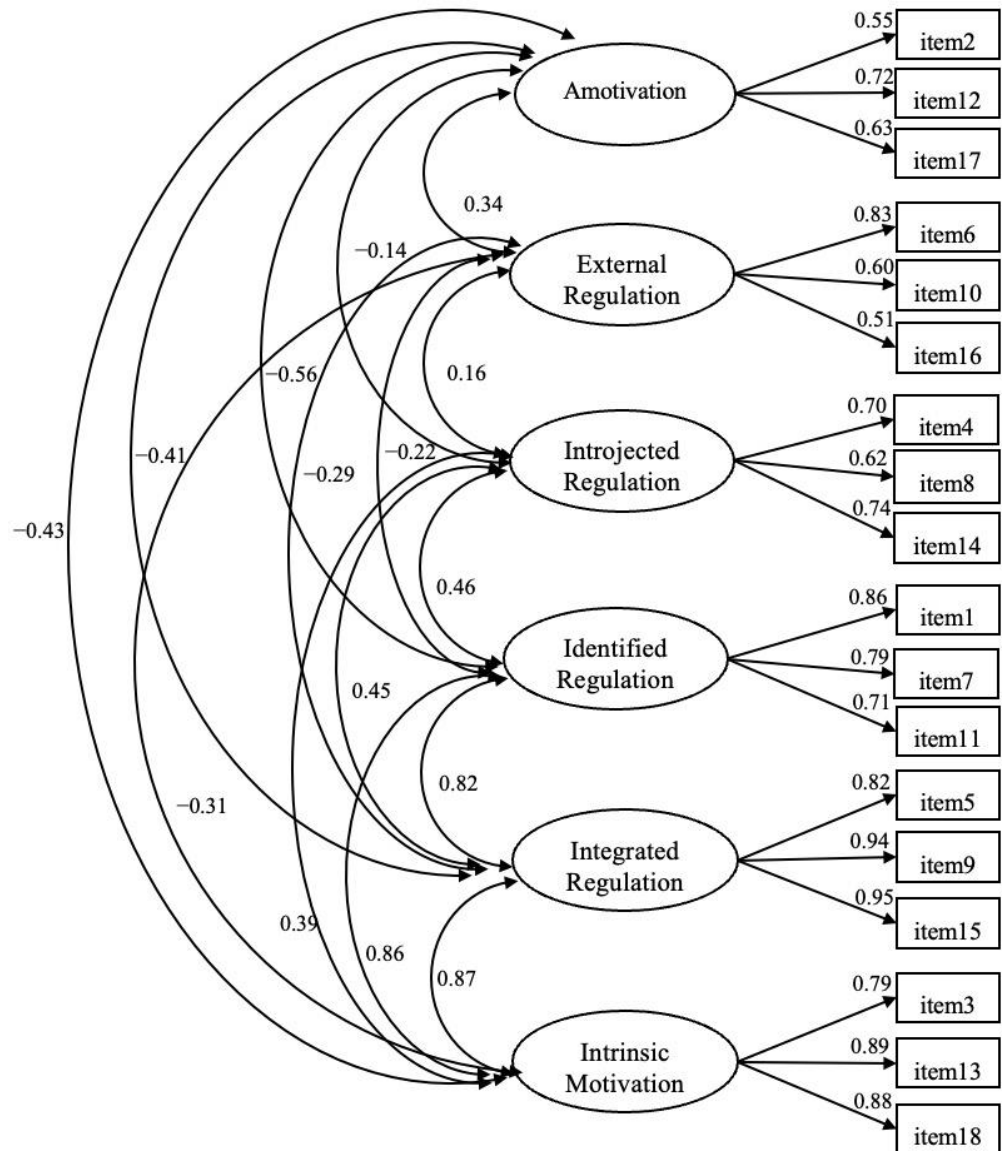 0.55
item2
0.72
Amotivation
item12
0.63
item17
0.34
0.83
item6
−0.14
External
Regulation
0.60
item10
0.51
item16
−0.56
0.16
0.70
item4
−0.41
−0.29
−0.22
Introjected
Regulation
0.62
item8
0.74
item14
−0.43
0.46
0.86
item1
Identified
Regulation
0.79
item7
0.45
0.71
item11
0.82
0.82
item5
−0.31
Integrated
Regulation
0.94
item9
0.95
item15
0.39
0.86
0.87
0.79
item3
Intrinsic
Motivation
0.89
item13
0.88
item18